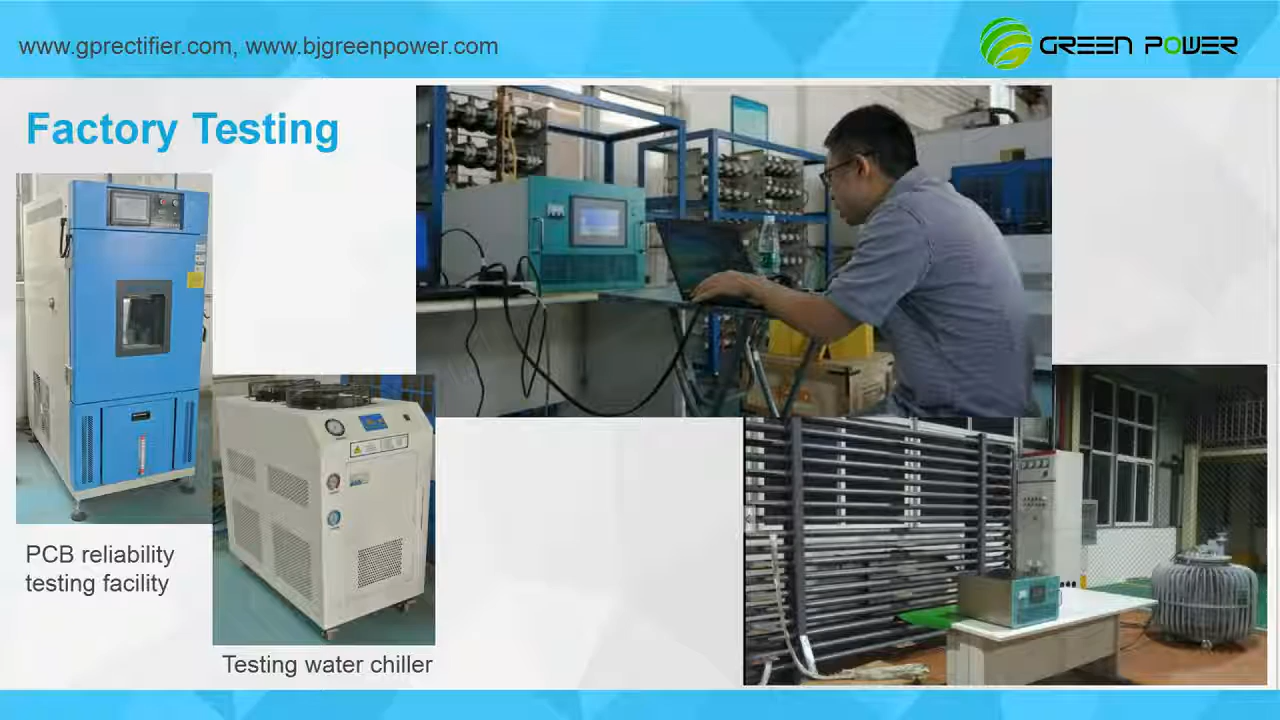 www.gprectifier.com, www.bjgreenpower.com
GREEN POWER
Factory Testing
PCB reliability
testing facility
Testing water chiller